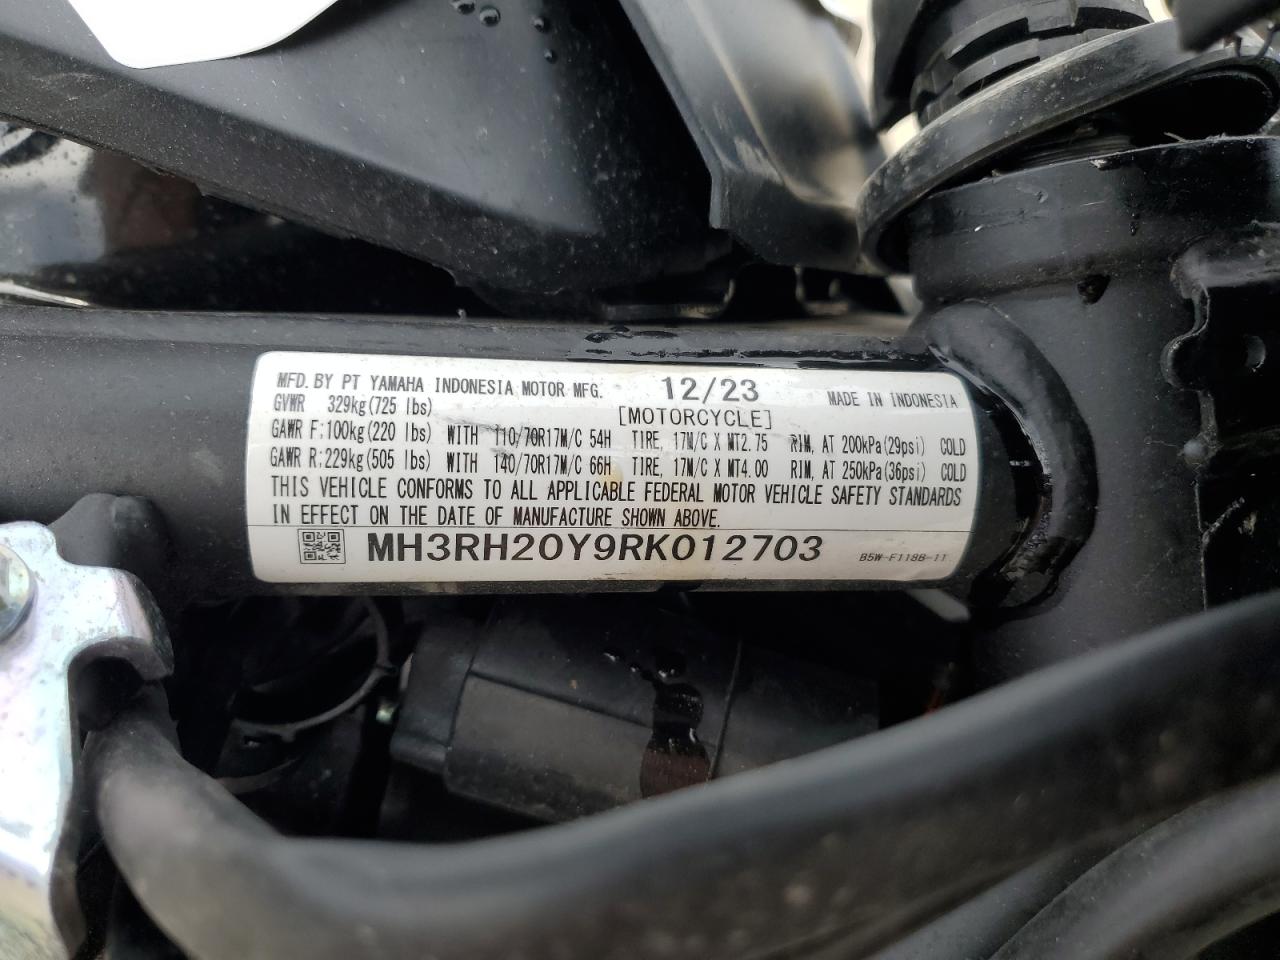 MFD. BY PT YAMAHA INDONESIA MOTOR MFG. 12/23 MADE IN INDONESIA
GVWR 329kg(725 lbs) [MOTORCYCLE]
GAWR F:100kg(220 lbs) WITH 110/70R17M/C 54H TIRE, 17M/C X MT2.75 RIM, AT 200kPa(29psi) COLD
GAWR R:229kg(505 lbs) WITH 140/70R17M/C 66H TIRE, 17M/C X MT4.00 RIM, AT 250kPa(36psi) COLD
THIS VEHICLE CONFORMS TO ALL APPLICABLE FEDERAL MOTOR VEHICLE SAFETY STANDARDS
IN EFFECT ON THE DATE OF MANUFACTURE SHOWN ABOVE.
MH3RH20Y9RK012703 B5W-F118B-11